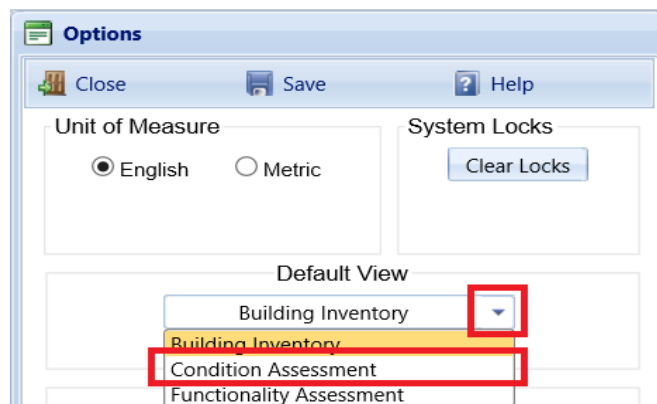 Options
Close Save Help
Unit of Measure System Locks
English Metric Clear Locks
Default View
Building Inventory
Building Inventory
Condition Assessment
Functionality Assessment